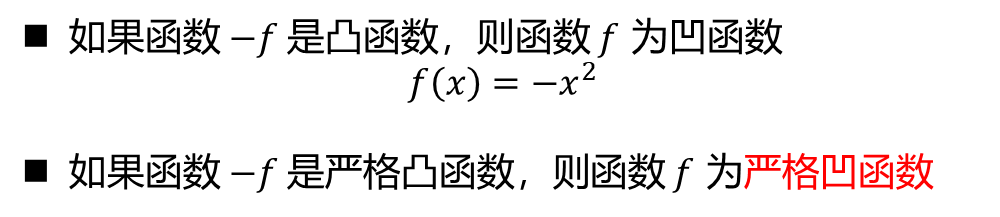 ■ 如果函数 −f 是凸函数，则函数 f 为凹函数
f(x) = −x²
■ 如果函数 −f 是严格凸函数，则函数 f 为严格凹函数